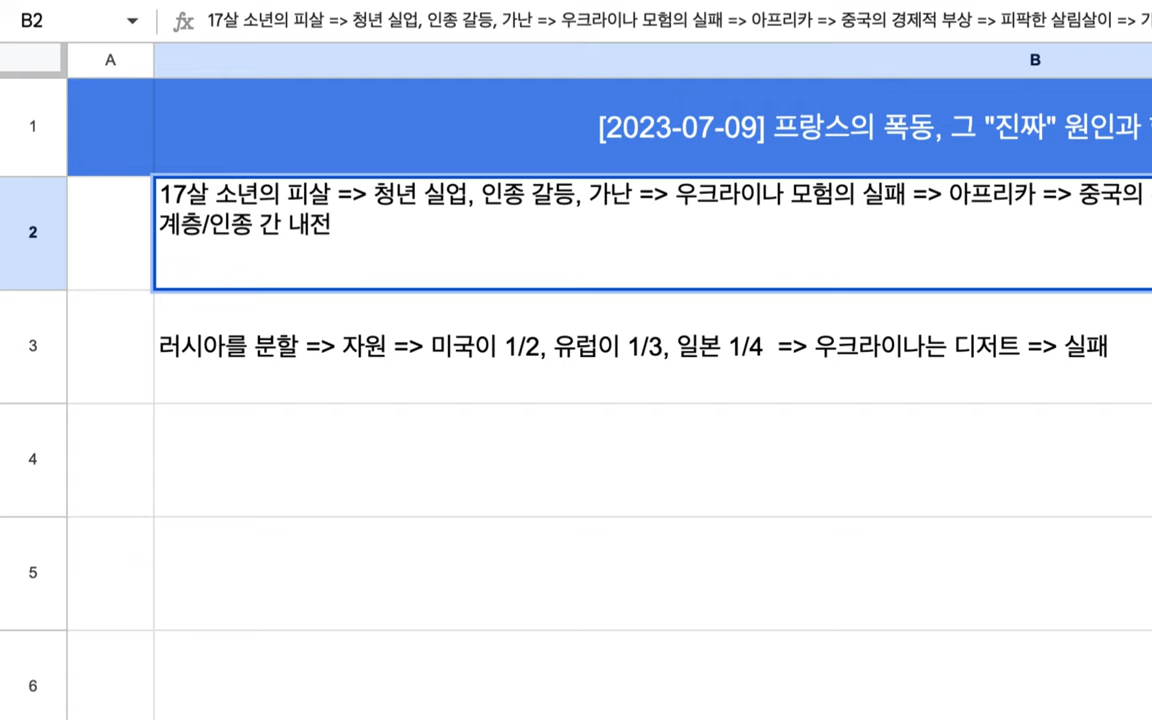 B2
fx 17살 소년의 피살 => 청년 실업, 인종 갈등, 가난 => 우크라이나 모험의 실패 => 아프리카 => 중국의 경제적 부상 => 피팍한 살림살이 =>
A B
1 [2023-07-09] 프랑스의 폭동, 그 "진짜" 원인과
2 17살 소년의 피살 => 청년 실업, 인종 갈등, 가난 => 우크라이나 모험의 실패 => 아프리카 => 중국의
계층/인종 간 내전
3 러시아를 분할 => 자원 => 미국이 1/2, 유럽이 1/3, 일본 1/4 => 우크라이나는 디저트 => 실패
4
5
6